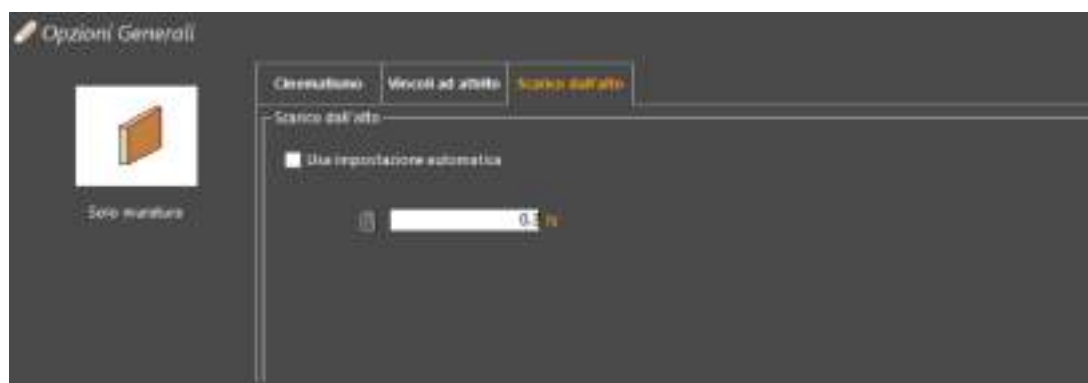 Opzioni Generali
Cinematismo Vincoli ad attrito Scarico dall'alto
Scarico dall'alto
Usa impostazione automatica
Solo muratura